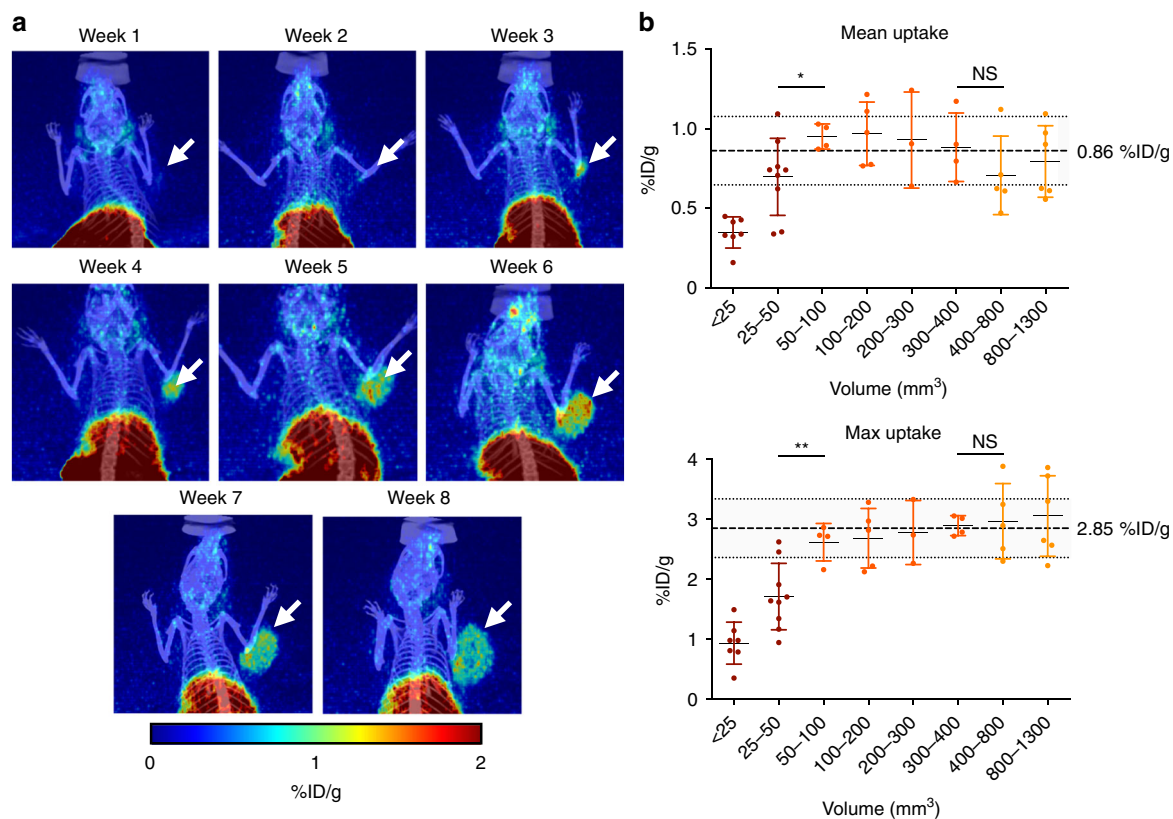 a
Week 1
Week 2
Week 3
Week 4
Week 5
Week 6
Week 7
Week 8
0
1
2
%ID/g
b
Mean uptake
1.5
1.0
0.5
0
%ID/g
*
NS
0.86 %ID/g
<25
25–50
50–100
100–200
200–300
300–400
400–800
800–1300
Volume (mm³)
Max uptake
4
3
2
1
0
%ID/g
**
NS
2.85 %ID/g
<25
25–50
50–100
100–200
200–300
300–400
400–800
800–1300
Volume (mm³)